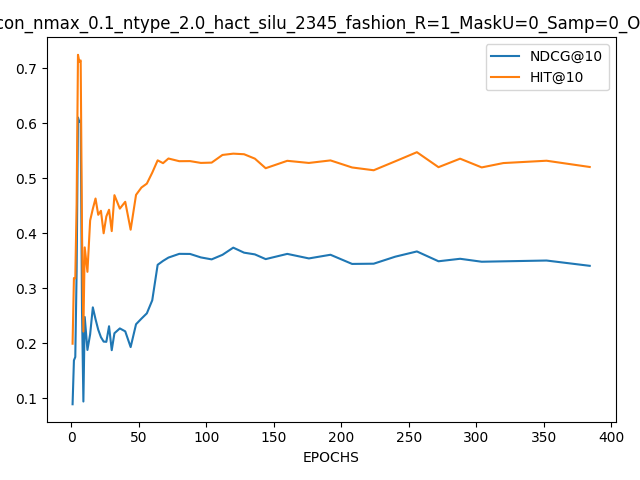 con_nmax_0.1_ntype_2.0_hact_silu_2345_fashion_R=1_MaskU=0_Samp=0_O
NDCG@10
HIT@10
0.7
0.6
0.5
0.4
0.3
0.2
0.1
0 50 100 150 200 250 300 350 400
EPOCHS